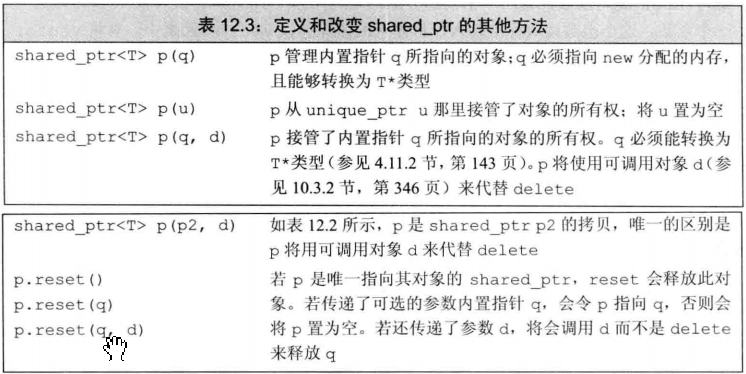 表 12.3：定义和改变 shared_ptr 的其他方法
shared_ptr<T> p(q) p 管理内置指针 q 所指向的对象；q 必须指向 new 分配的内存，
且能够转换为 T*类型
shared_ptr<T> p(u) p 从 unique_ptr u 那里接管了对象的所有权；将 u 置为空
shared_ptr<T> p(q, d) p 接管了内置指针 q 所指向的对象的所有权。q 必须能转换为
T*类型（参见 4.11.2 节，第 143 页）。p 将使用可调用对象 d（参
见 10.3.2 节，第 346 页）来代替 delete
shared_ptr<T> p(p2, d) 如表 12.2 所示，p 是 shared_ptr p2 的拷贝，唯一的区别是
p 将用可调用对象 d 来代替 delete
p.reset() 若 p 是唯一指向其对象的 shared_ptr，reset 会释放此对
p.reset(q) 象。若传递了可选的参数内置指针 q，会令 p 指向 q，否则会
p.reset(q, d) 将 p 置为空。若还传递了参数 d，将会调用 d 而不是 delete
来释放 q